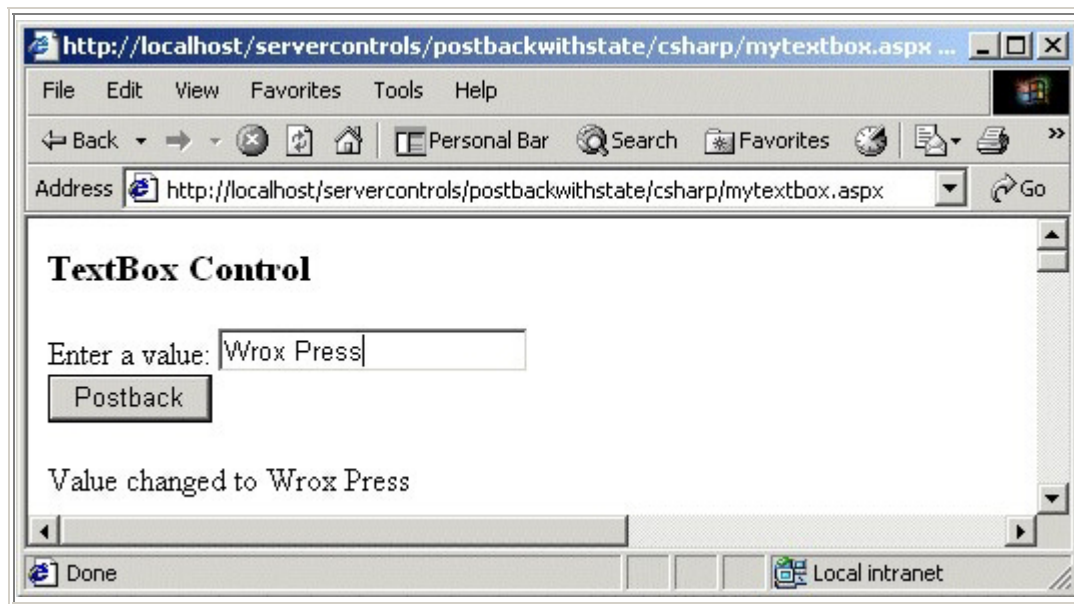 http://localhost/servercontrols/postbackwithstate/csharp/mytextbox.aspx ...
File Edit View Favorites Tools Help
Back Personal Bar Search Favorites »
Address http://localhost/servercontrols/postbackwithstate/csharp/mytextbox.aspx Go
TextBox Control
Enter a value: Wrox Press
Postback
Value changed to Wrox Press
Done Local intranet